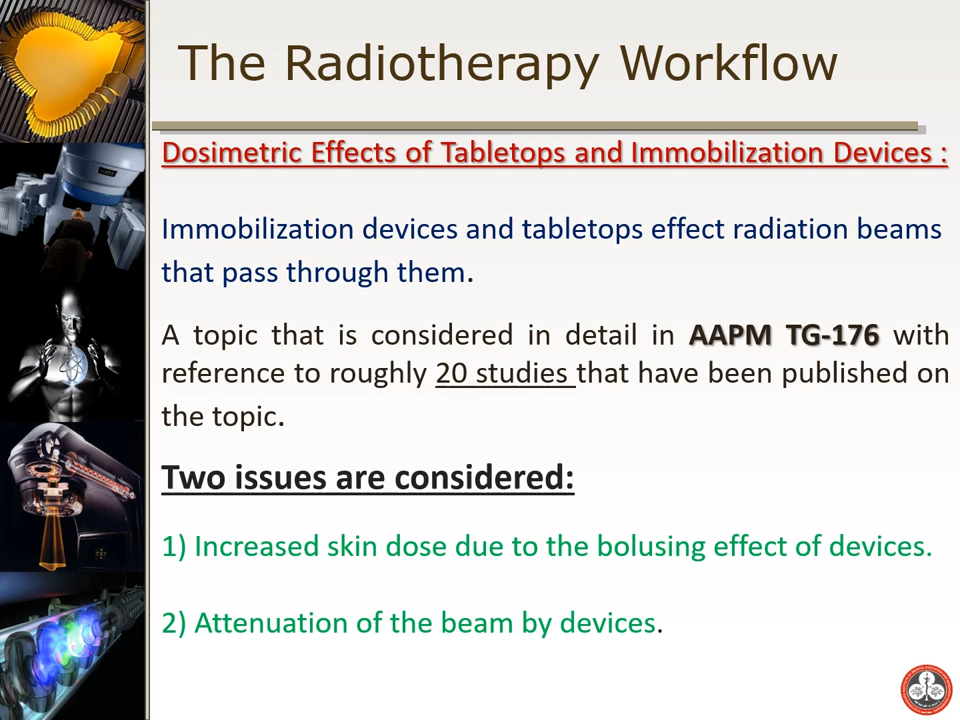 The Radiotherapy Workflow
Dosimetric Effects of Tabletops and Immobilization Devices :
Immobilization devices and tabletops effect radiation beams
that pass through them.
A topic that is considered in detail in AAPM TG-176 with
reference to roughly 20 studies that have been published on
the topic.
Two issues are considered:
1) Increased skin dose due to the bolusing effect of devices.
2) Attenuation of the beam by devices.